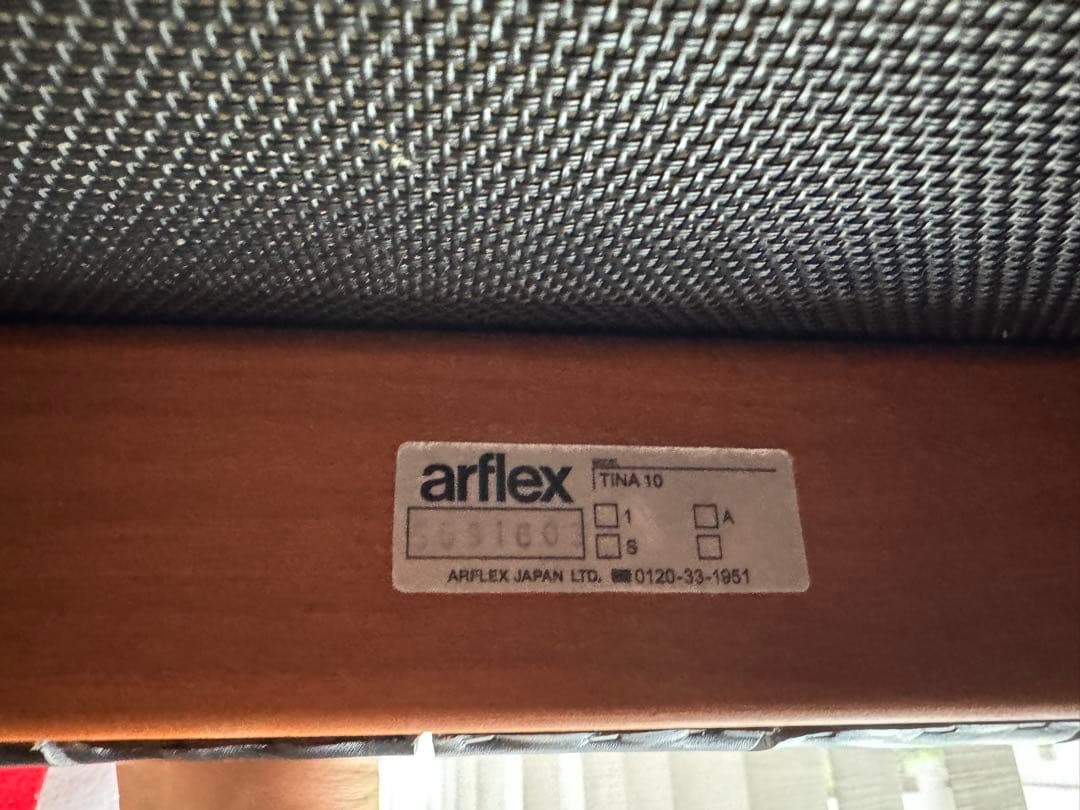 arflex
TINA 10
1
A
S
ARFLEX JAPAN LTD. 0120-33-1951